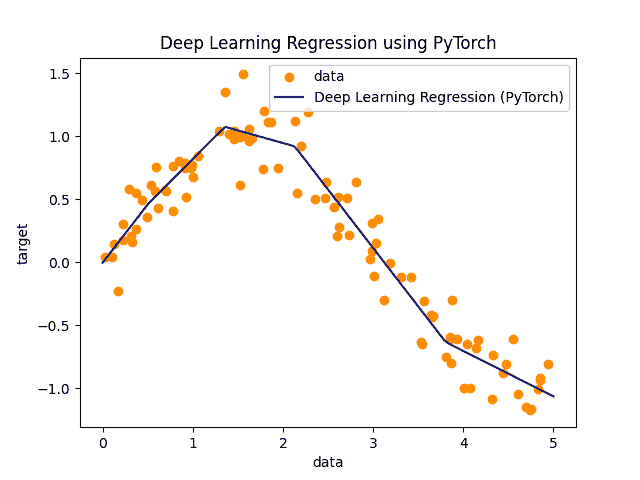 Deep Learning Regression using PyTorch
data
Deep Learning Regression (PyTorch)
target
1.5
1.0
0.5
0.0
−0.5
−1.0
0 1 2 3 4 5
data